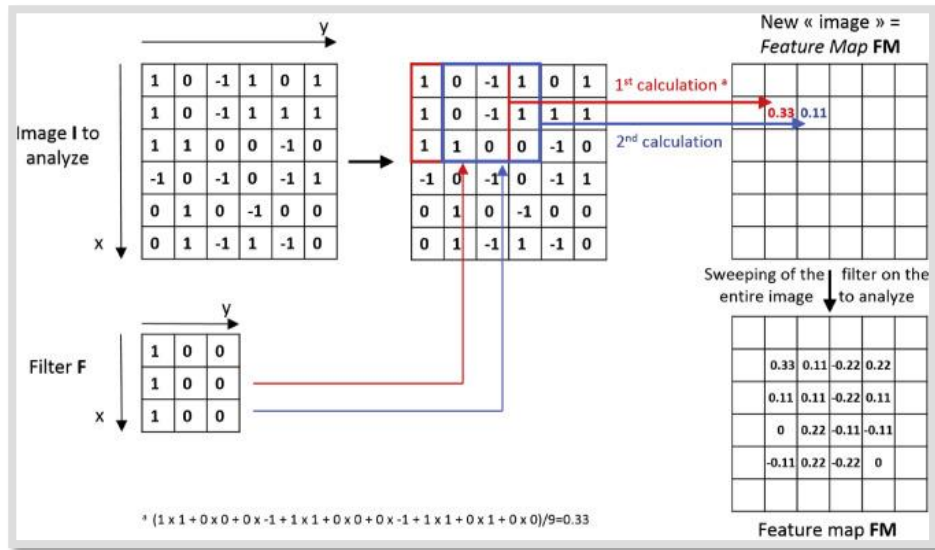 y
New « image » =
Feature Map FM
Image I to
analyze
x
1 0 -1 1 0 1
1 0 -1 1 1 1
1 1 0 0 -1 0
-1 0 -1 0 -1 1
0 1 0 -1 0 0
0 1 -1 1 -1 0
1 0 -1 1 0 1
1 0 -1 1 1 1
1 1 0 0 -1 0
-1 0 -1 0 -1 1
0 1 0 -1 0 0
0 1 -1 1 -1 0
1st calculation a
2nd calculation
0.33 0.11
Sweeping of the filter on the
entire image to analyze
y
Filter F
x
1 0 0
1 0 0
1 0 0
0.33 0.11 -0.22 0.22
0.11 0.11 -0.22 0.11
0 0.22 -0.11 -0.11
-0.11 0.22 -0.22 0
Feature map FM
a (1 x 1 + 0 x 0 + 0 x -1 + 1 x 1 + 0 x 0 + 0 x -1 + 1 x 1 + 0 x 1 + 0 x 0)/9=0.33